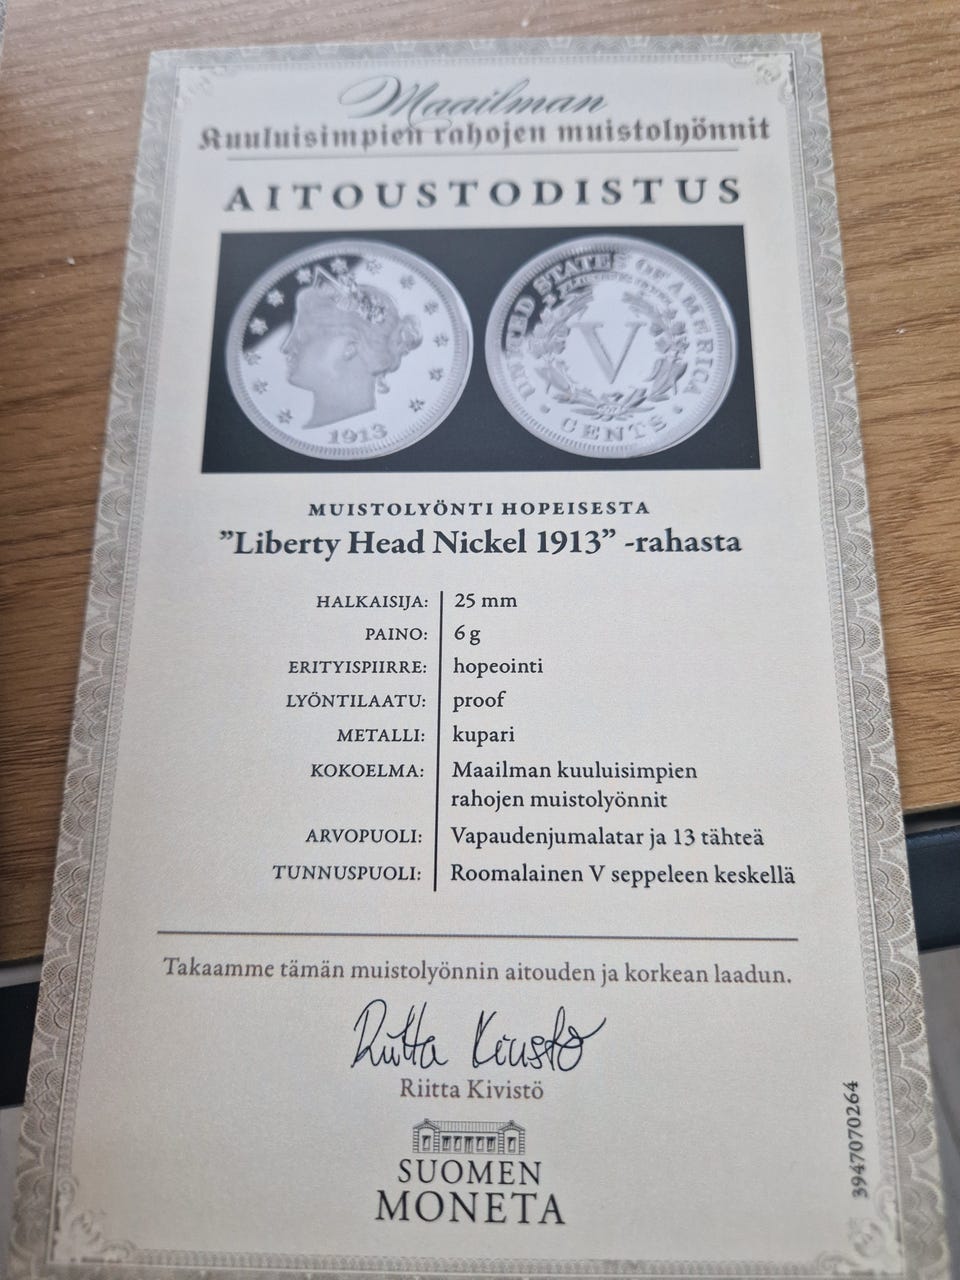 Maailman
Kuuluisimpien rahojen muistolyönnit
AITOUSTODISTUS
1913
UNITED STATES OF AMERICA
V
CENTS
MUISTOLYÖNTI HOPEISESTA
”Liberty Head Nickel 1913” -rahasta
HALKAISIJA: 25 mm
PAINO: 6 g
ERITYISPIIRRE: hopeointi
LYÖNTILAATU: proof
METALLI: kupari
KOKOELMA: Maailman kuuluisimpien
rahojen muistolyönnit
ARVOPUOLI: Vapaudenjumalatar ja 13 tähteä
TUNNUSPUOLI: Roomalainen V seppeleen keskellä
Takaamme tämän muistolyönnin aitouden ja korkean laadun.
Riitta Kivistö
Riitta Kivistö
SUOMEN
MONETA
3947070264